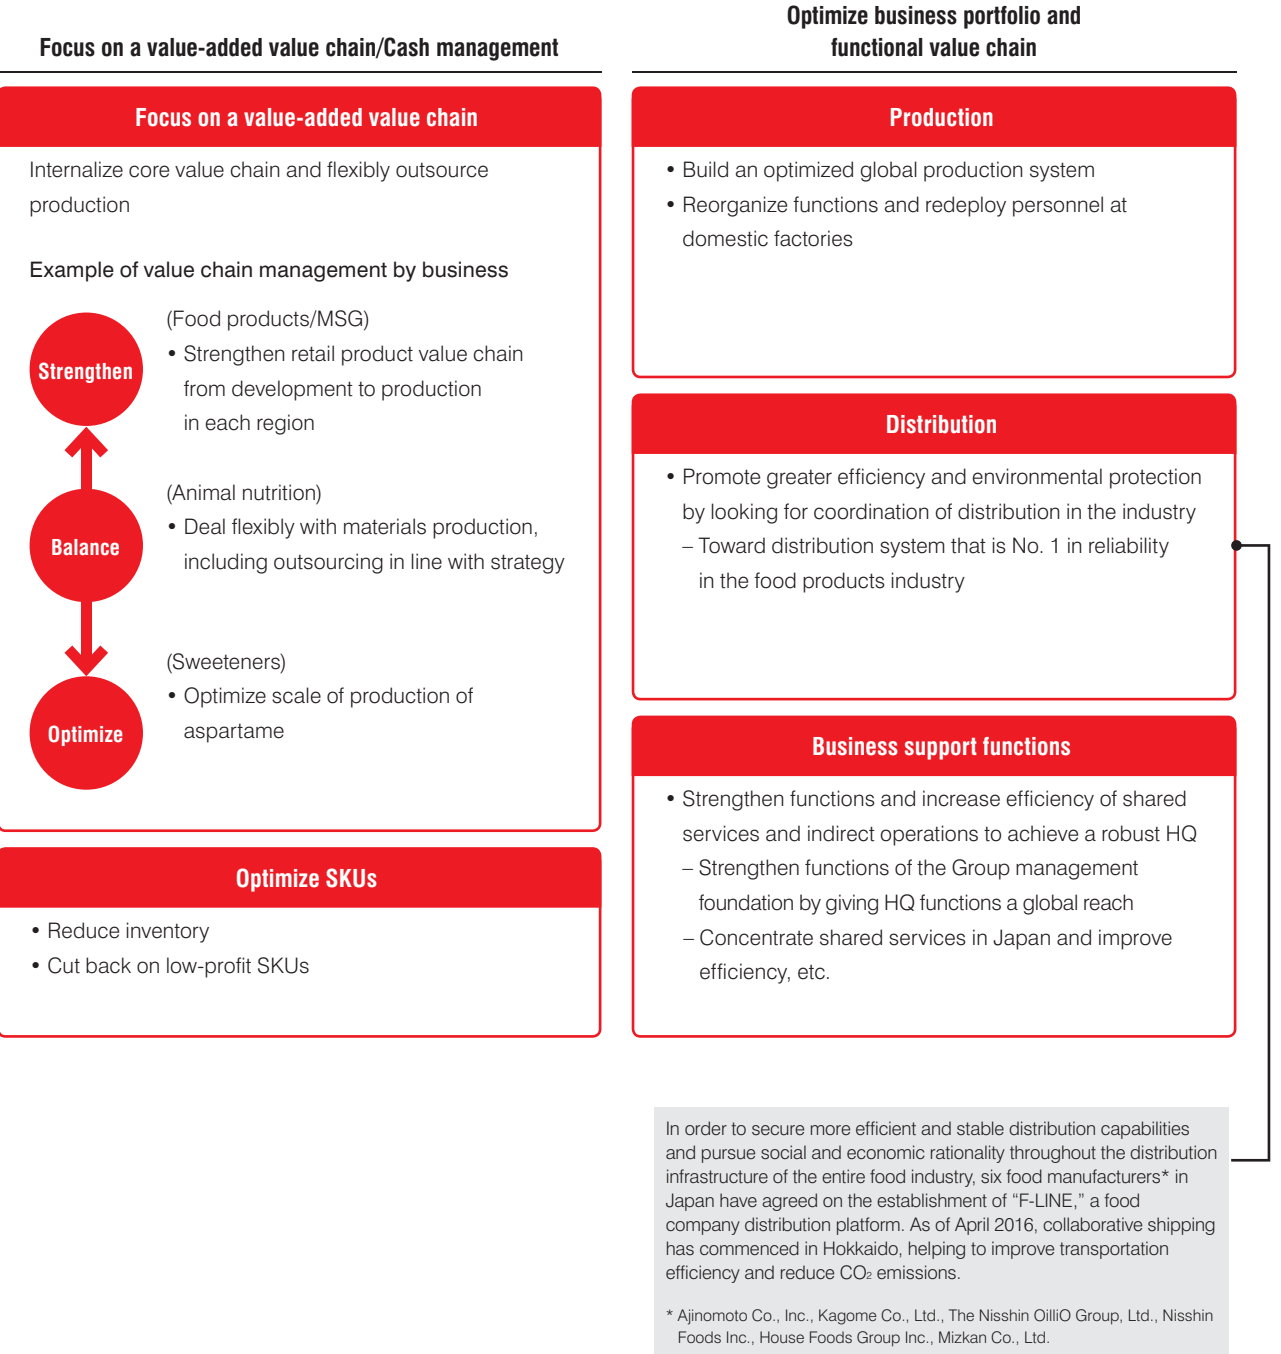 Focus on a value-added value chain/Cash management
Focus on a value-added value chain
Internalize core value chain and flexibly outsource
production
Example of value chain management by business
Strengthen
(Food products/MSG)
• Strengthen retail product value chain
from development to production
in each region
Balance
(Animal nutrition)
• Deal flexibly with materials production,
including outsourcing in line with strategy
Optimize
(Sweeteners)
• Optimize scale of production of
aspartame
Optimize SKUs
• Reduce inventory
• Cut back on low-profit SKUs
Optimize business portfolio and
functional value chain
Production
• Build an optimized global production system
• Reorganize functions and redeploy personnel at
domestic factories
Distribution
• Promote greater efficiency and environmental protection
by looking for coordination of distribution in the industry
– Toward distribution system that is No. 1 in reliability
in the food products industry
Business support functions
• Strengthen functions and increase efficiency of shared
services and indirect operations to achieve a robust HQ
– Strengthen functions of the Group management
foundation by giving HQ functions a global reach
– Concentrate shared services in Japan and improve
efficiency, etc.
In order to secure more efficient and stable distribution capabilities
and pursue social and economic rationality throughout the distribution
infrastructure of the entire food industry, six food manufacturers* in
Japan have agreed on the establishment of “F-LINE,” a food
company distribution platform. As of April 2016, collaborative shipping
has commenced in Hokkaido, helping to improve transportation
efficiency and reduce CO₂ emissions.
* Ajinomoto Co., Inc., Kagome Co., Ltd., The Nisshin OilliO Group, Ltd., Nisshin
Foods Inc., House Foods Group Inc., Mizkan Co., Ltd.